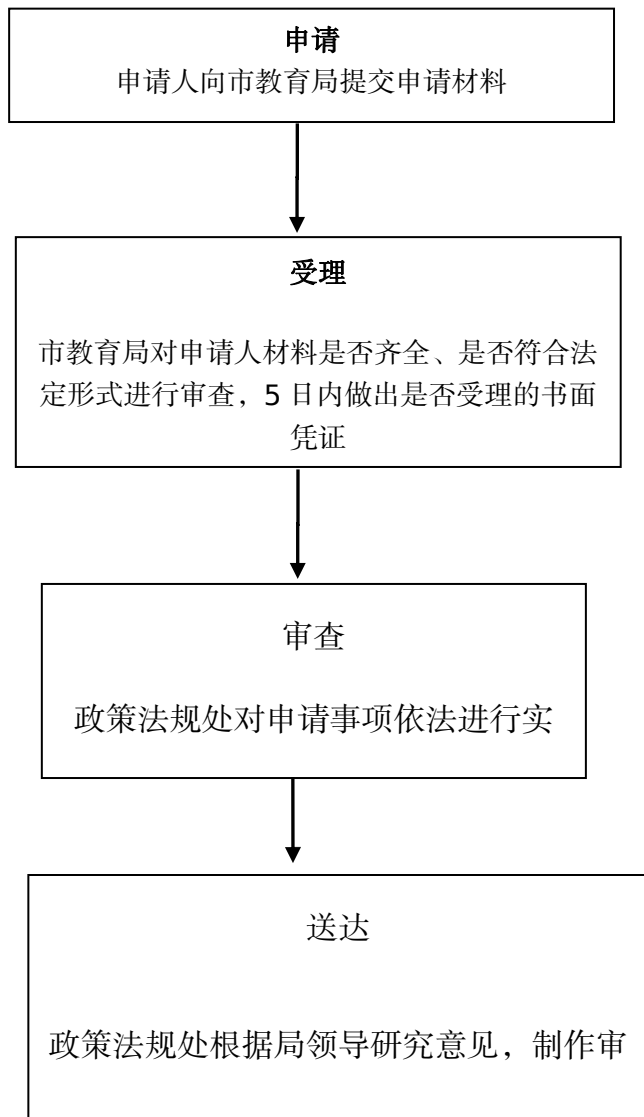 申请
申请人向市教育局提交申请材料
受理
市教育局对申请人材料是否齐全、是否符合法
定形式进行审查，5 日内做出是否受理的书面
凭证
审查
政策法规处对申请事项依法进行实
送达
政策法规处根据局领导研究意见，制作审